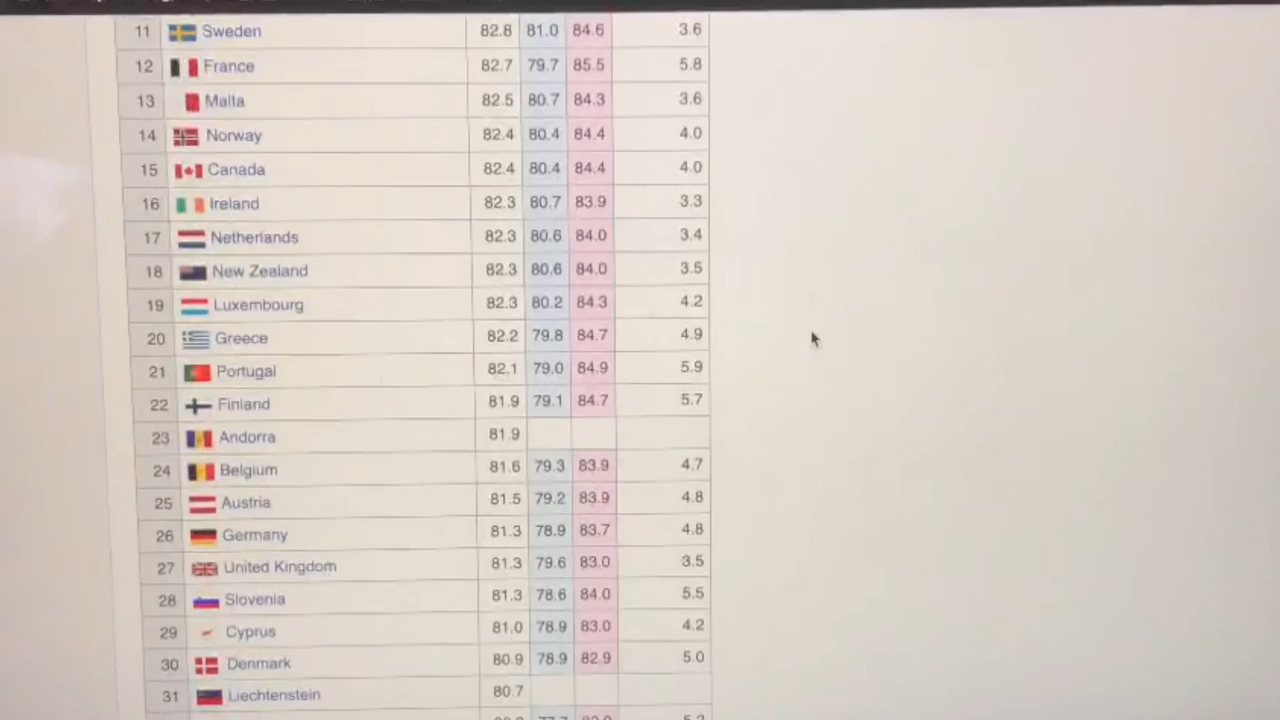 11 Sweden 82.8 81.0 84.6 3.6
12 France 82.7 79.7 85.5 5.8
13 Malta 82.5 80.7 84.3 3.6
14 Norway 82.4 80.4 84.4 4.0
15 Canada 82.4 80.4 84.4 4.0
16 Ireland 82.3 80.7 83.9 3.3
17 Netherlands 82.3 80.6 84.0 3.4
18 New Zealand 82.3 80.6 84.0 3.5
19 Luxembourg 82.3 80.2 84.3 4.2
20 Greece 82.2 79.8 84.7 4.9
21 Portugal 82.1 79.0 84.9 5.9
22 Finland 81.9 79.1 84.7 5.7
23 Andorra 81.9
24 Belgium 81.6 79.3 83.9 4.7
25 Austria 81.5 79.2 83.9 4.8
26 Germany 81.3 78.9 83.7 4.8
27 United Kingdom 81.3 79.6 83.0 3.5
28 Slovenia 81.3 78.6 84.0 5.5
29 Cyprus 81.0 78.9 83.0 4.2
30 Denmark 80.9 78.9 82.9 5.0
31 Liechtenstein 80.7